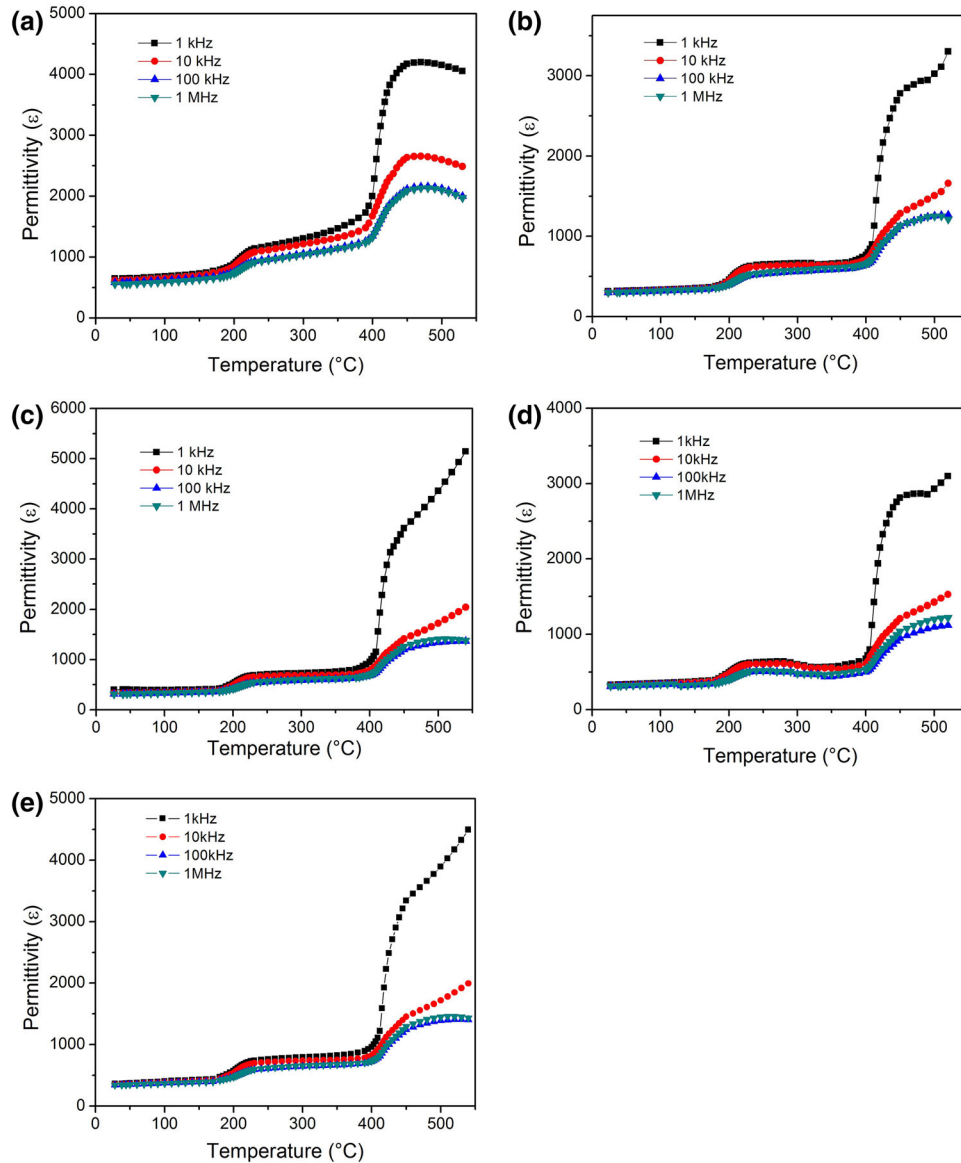 (a)
5000
4000
3000
2000
1000
0
Permittivity (ε)
1 kHz
10 kHz
100 kHz
1 MHz
0 100 200 300 400 500
Temperature (°C)
(b)
3000
2000
1000
0
Permittivity (ε)
1 kHz
10 kHz
100 kHz
1 MHz
0 100 200 300 400 500
Temperature (°C)
(c)
6000
5000
4000
3000
2000
1000
0
Permittivity (ε)
1 kHz
10 kHz
100 kHz
1 MHz
0 100 200 300 400 500
Temperature (°C)
(d)
4000
3000
2000
1000
0
Permittivity (ε)
1kHz
10kHz
100kHz
1MHz
0 100 200 300 400 500
Temperature (°C)
(e)
5000
4000
3000
2000
1000
0
Permittivity (ε)
1kHz
10kHz
100kHz
1MHz
0 100 200 300 400 500
Temperature (°C)